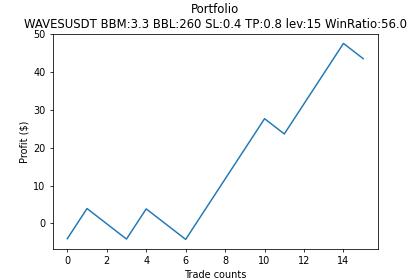 Portfolio
WAVESUSDT BBM:3.3 BBL:260 SL:0.4 TP:0.8 lev:15 WinRatio:56.0
50
40
30
20
10
0
Profit ($)
0 2 4 6 8 10 12 14
Trade counts